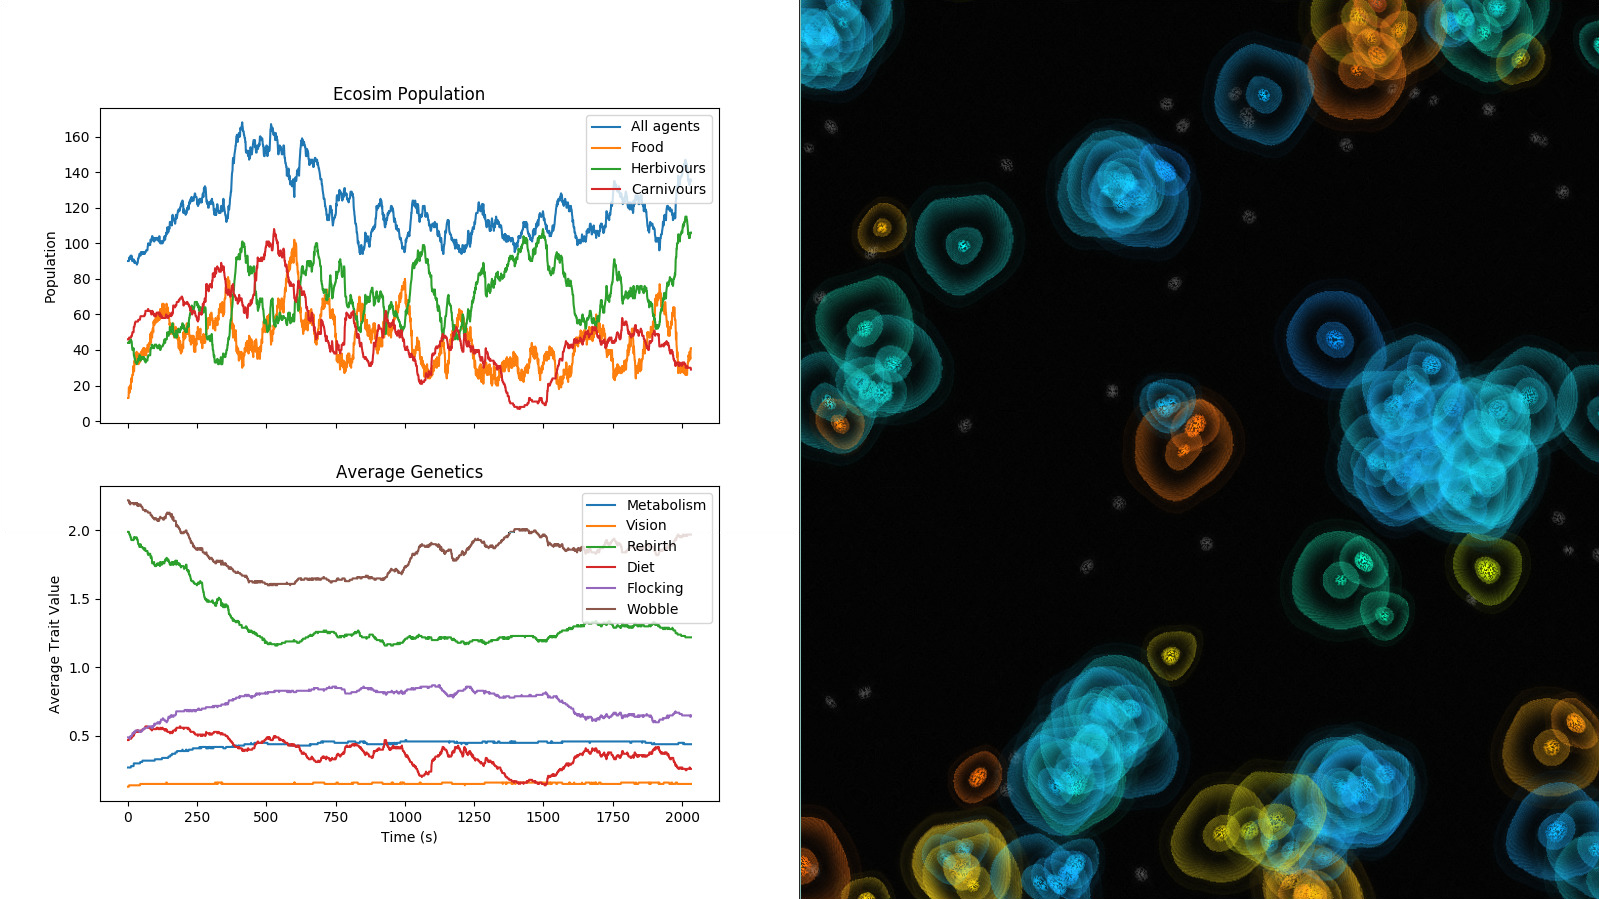 Ecosim Population
Population
160
140
120
100
80
60
40
20
0
All agents
Food
Herbivours
Carnivours
Average Genetics
Average Trait Value
2.0
1.5
1.0
0.5
Metabolism
Vision
Rebirth
Diet
Flocking
Wobble
0 250 500 750 1000 1250 1500 1750 2000
Time (s)